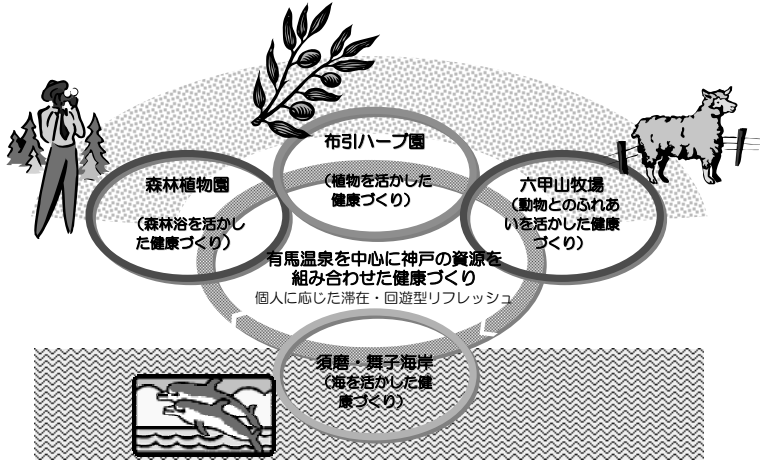 布引ハーブ園
（植物を活かした
健康づくり）
森林植物園
（森林浴を活かし
た健康づくり）
六甲山牧場
（動物とのふれあ
いを活かした健康
づくり）
有馬温泉を中心に神戸の資源を
組み合わせた健康づくり
個人に応じた滞在・回遊型リフレッシュ
須磨・舞子海岸
（海を活かした健
康づくり）